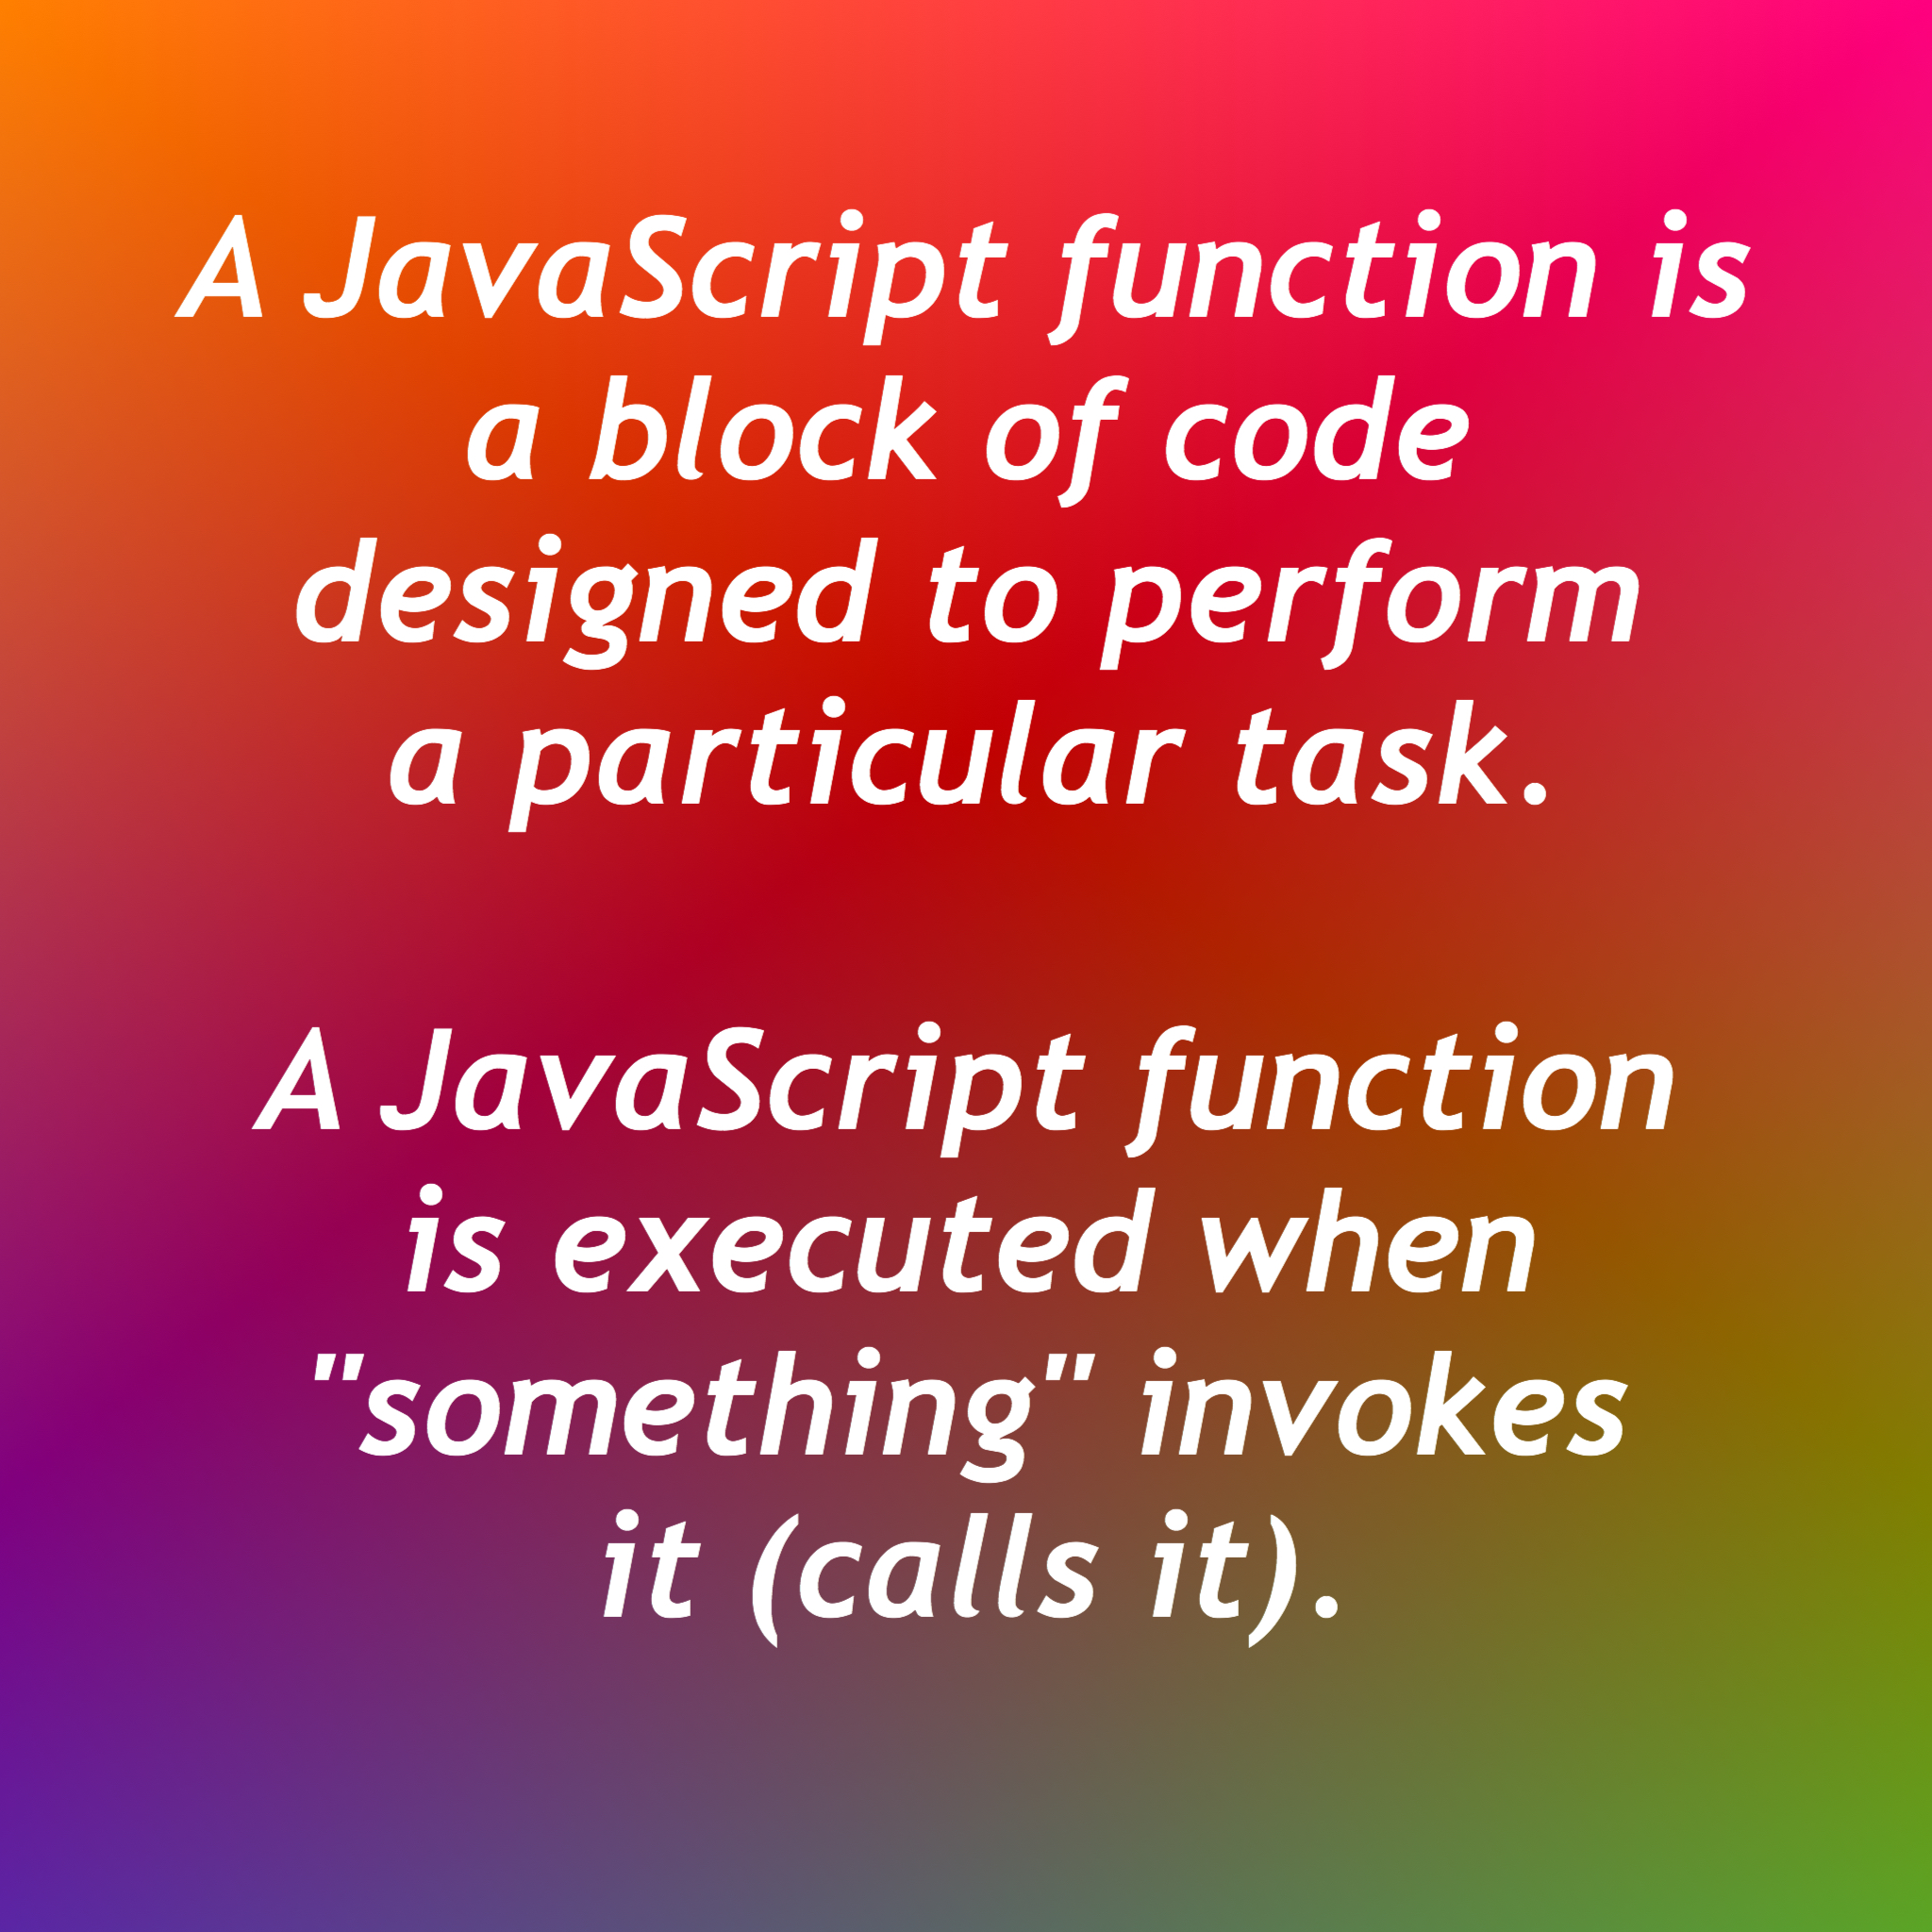 A JavaScript function is
a block of code
designed to perform
a particular task.
A JavaScript function
is executed when
"something" invokes
it (calls it).